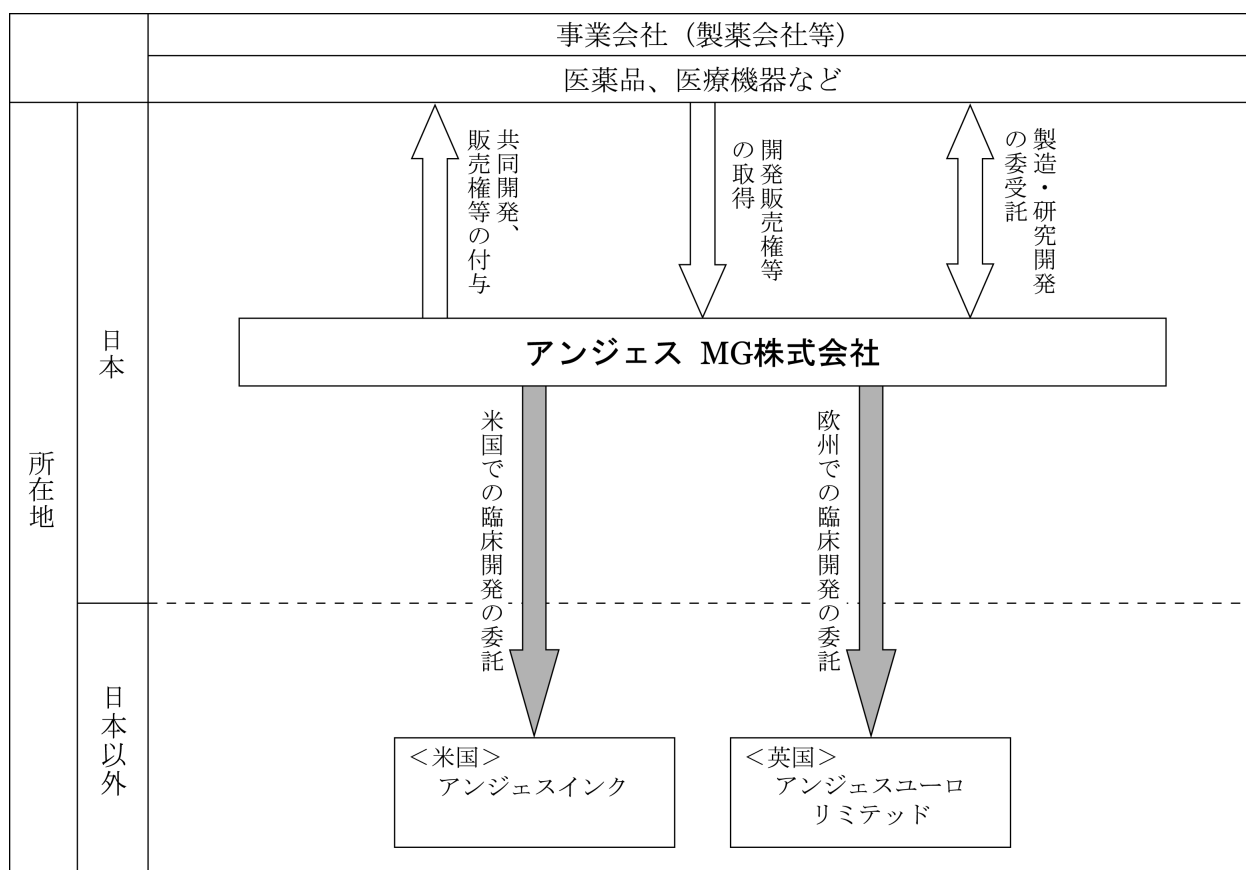 事業会社（製薬会社等）
医薬品、医療機器など
共同開発、
販売権等の付与
開発販売権等
の取得
製造・研究開発
の委受託
日本
アンジェス MG株式会社
所在地
米国での臨床開発の委託
欧州での臨床開発の委託
日本以外
＜米国＞
アンジェスインク
＜英国＞
アンジェスユーロ
リミテッド